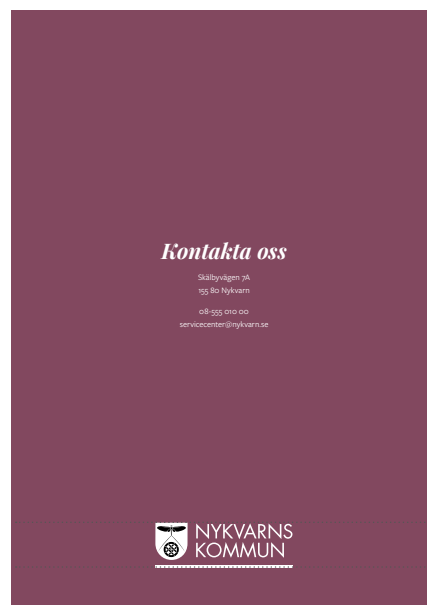 Kontakta oss
Skälbyvägen 7A
155 80 Nykvarn
08-555 010 00
servicecenter@nykvarn.se
NYKVARNS
KOMMUN